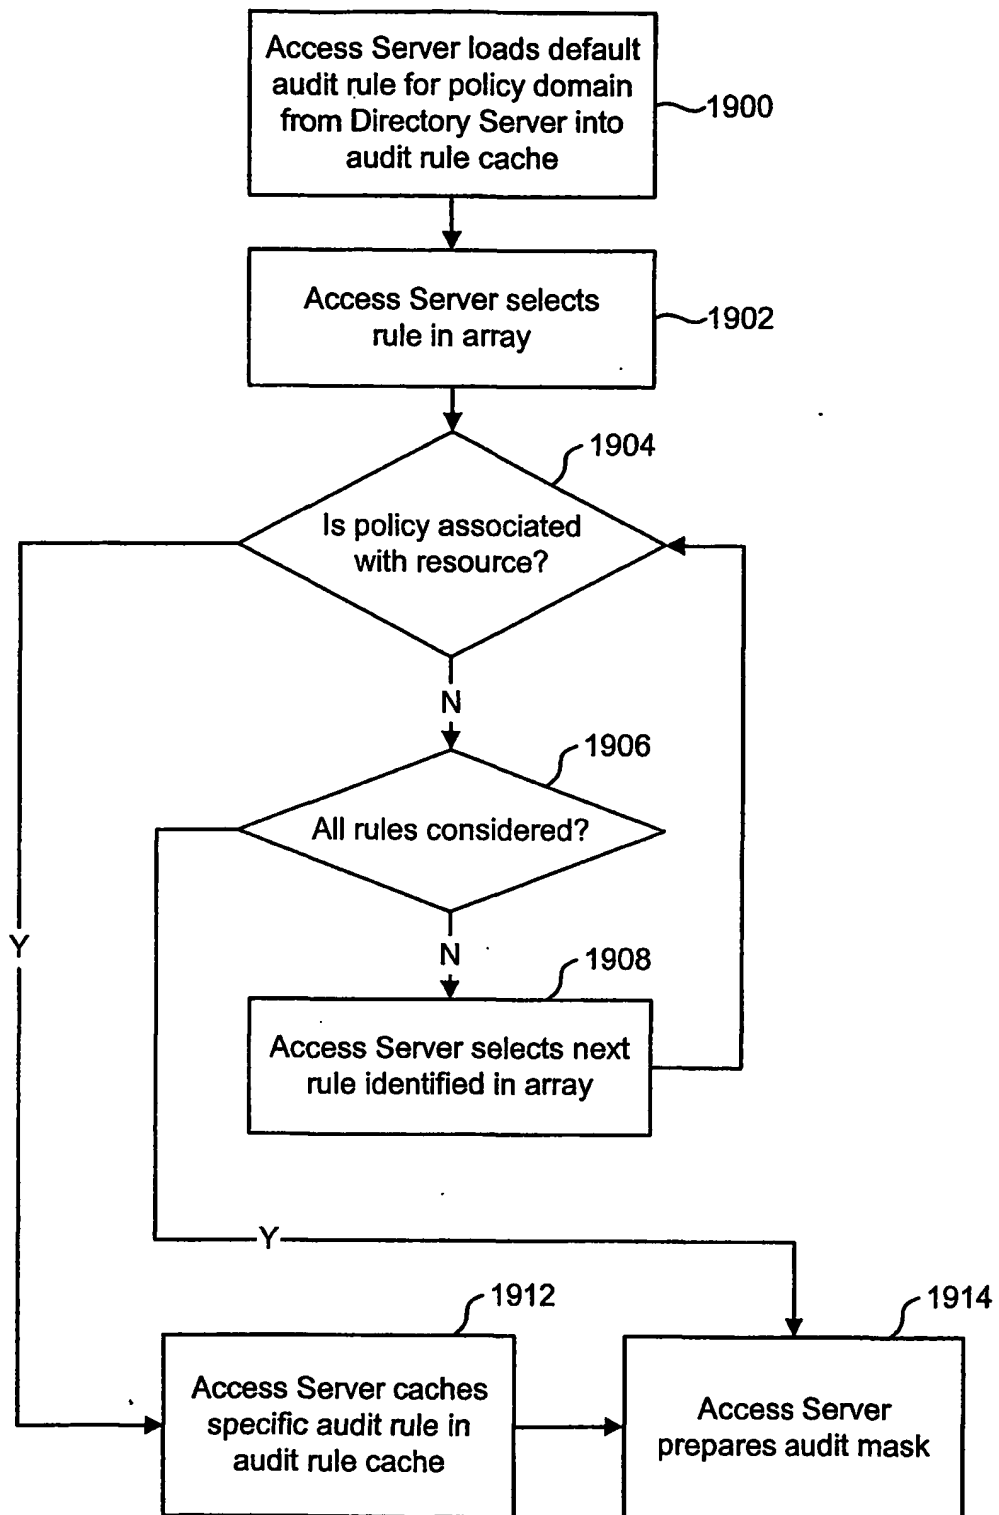 Access Server loads default
audit rule for policy domain
from Directory Server into
audit rule cache
1900
Access Server selects
rule in array
1902
1904
Is policy associated
with resource?
N
1906
All rules considered?
Y
N
1908
Access Server selects next
rule identified in array
Y
1912
1914
Access Server caches
specific audit rule in
audit rule cache
Access Server
prepares audit mask